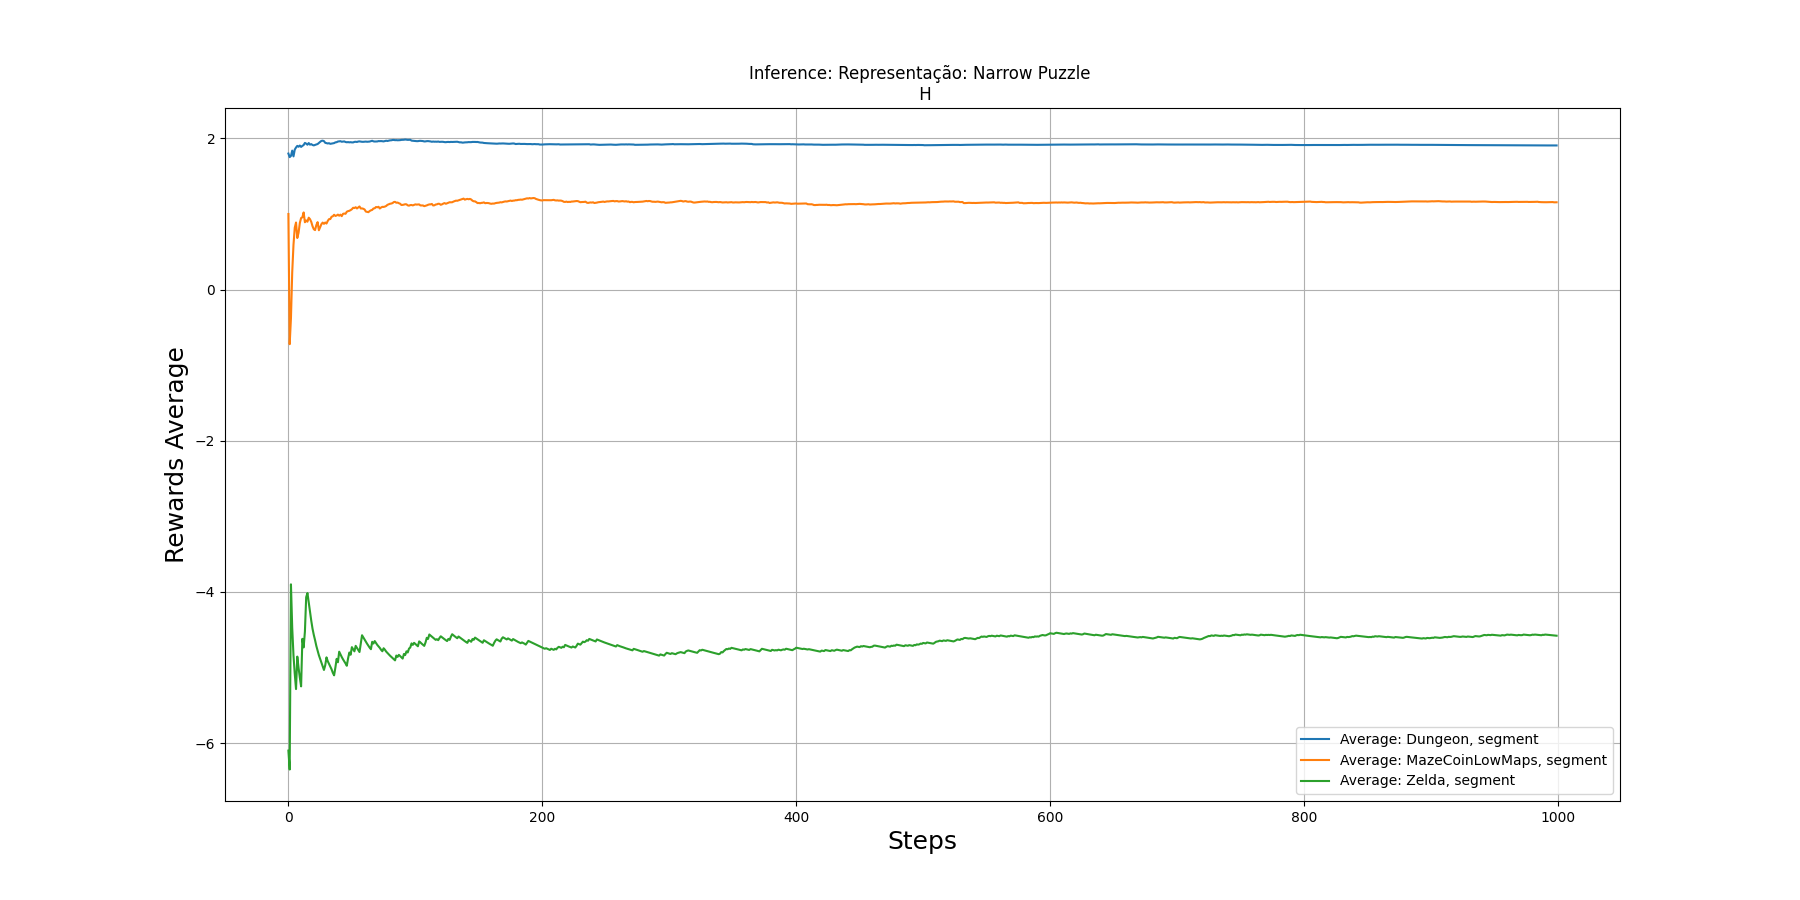 Inference: Representação: Narrow Puzzle
H
Rewards Average
2
0
−2
−4
−6
0
200
400
600
800
1000
Steps
Average: Dungeon, segment
Average: MazeCoinLowMaps, segment
Average: Zelda, segment